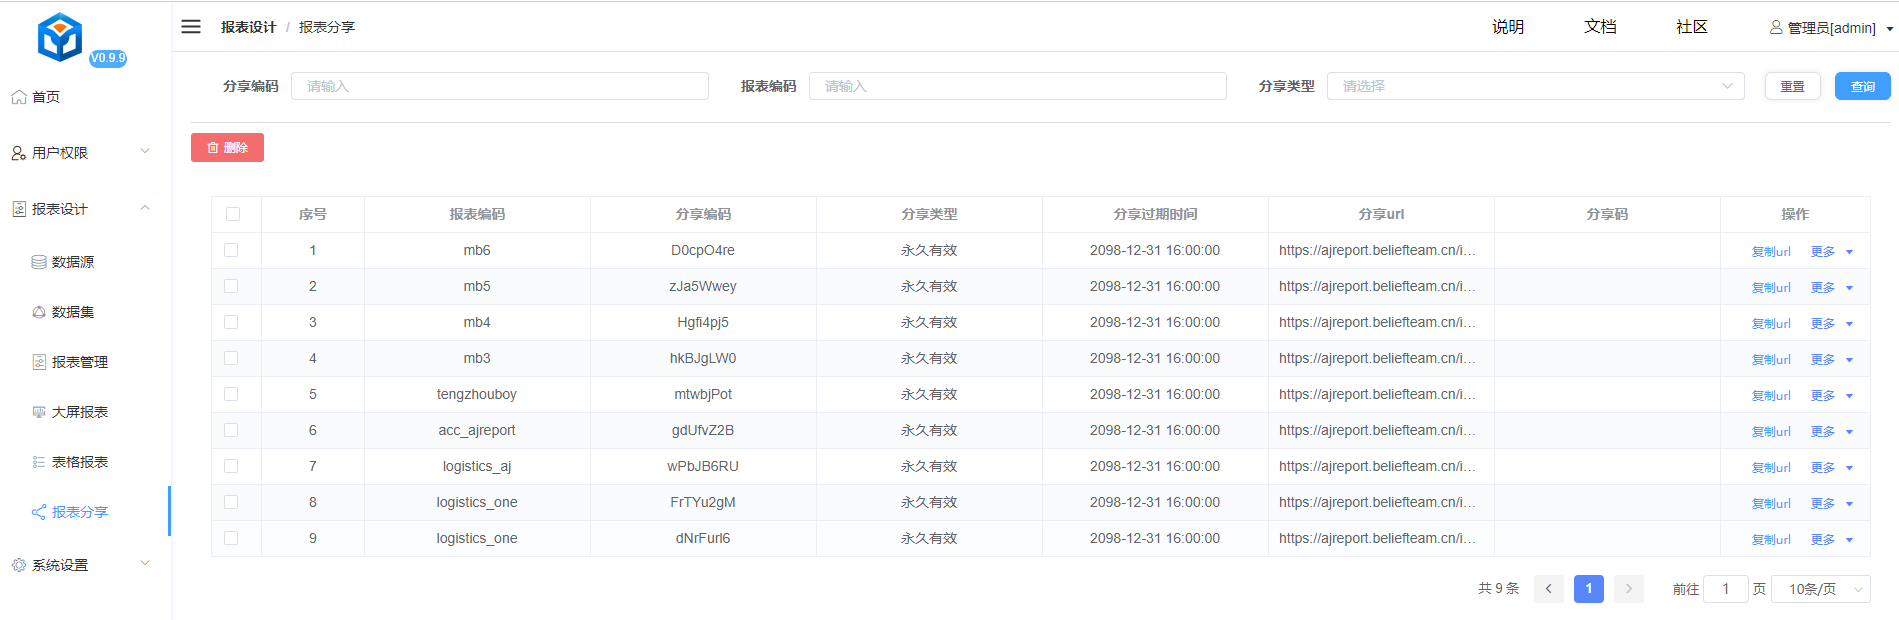 V0.9.9
报表设计 / 报表分享
说明
文档
社区
管理员[admin]
首页
用户权限
报表设计
数据源
数据集
报表管理
大屏报表
表格报表
报表分享
系统设置
分享编码 请输入 报表编码 请输入 分享类型 请选择 重置 查询
删除
序号 报表编码 分享编码 分享类型 分享过期时间 分享url 分享码 操作
1 mb6 D0cpO4re 永久有效 2098-12-31 16:00:00 https://ajreport.beliefteam.cn/i... 复制url 更多
2 mb5 zJa5Wwey 永久有效 2098-12-31 16:00:00 https://ajreport.beliefteam.cn/i... 复制url 更多
3 mb4 Hgfi4pj5 永久有效 2098-12-31 16:00:00 https://ajreport.beliefteam.cn/i... 复制url 更多
4 mb3 hkBJgLW0 永久有效 2098-12-31 16:00:00 https://ajreport.beliefteam.cn/i... 复制url 更多
5 tengzhouboy mtwbjPot 永久有效 2098-12-31 16:00:00 https://ajreport.beliefteam.cn/i... 复制url 更多
6 acc_ajreport gdUfvZ2B 永久有效 2098-12-31 16:00:00 https://ajreport.beliefteam.cn/i... 复制url 更多
7 logistics_aj wPbJB6RU 永久有效 2098-12-31 16:00:00 https://ajreport.beliefteam.cn/i... 复制url 更多
8 logistics_one FrTYu2gM 永久有效 2098-12-31 16:00:00 https://ajreport.beliefteam.cn/i... 复制url 更多
9 logistics_one dNrFurl6 永久有效 2098-12-31 16:00:00 https://ajreport.beliefteam.cn/i... 复制url 更多
共 9 条 1 前往 1 页 10条/页